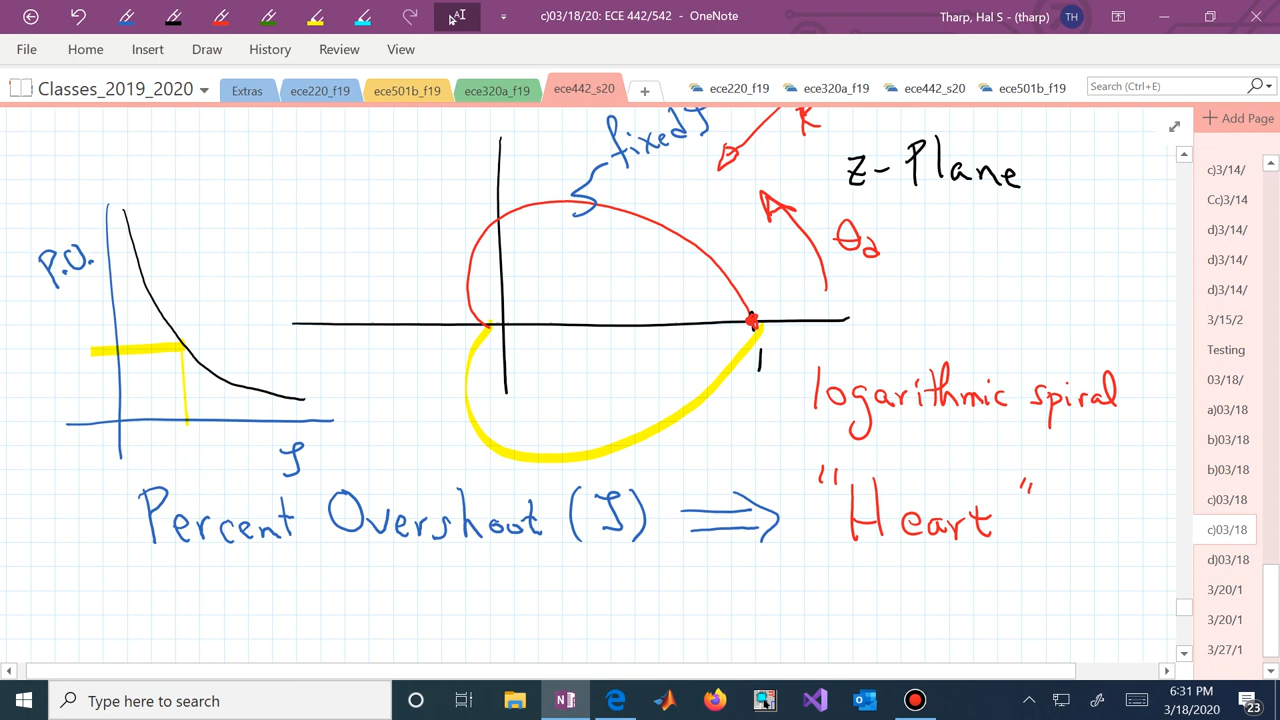 c)03/18/20: ECE 442/542 - OneNote
Tharp, Hal S - (tharp)
TH
File Home Insert Draw History Review View
Classes_2019_2020
Extras
ece220_f19
ece501b_f19
ece320a_f19
ece442_s20
ece220_f19
ece320a_f19
ece442_s20
ece501b_f19
Search (Ctrl+E)
Add Page
c)3/14/
Cc)3/14
d)3/14/
d)3/14/
d)3/14/
3/15/2
Testing
03/18/
a)03/18
b)03/18
b)03/18
c)03/18
c)03/18
d)03/18
3/20/1
3/20/1
3/27/1
fixed ζ
z-Plane
θd
P.O.
1
ζ
logarithmic spiral
Percent Overshoot (ζ) ⟹ "Heart"
Type here to search
6:31 PM
3/18/2020
23